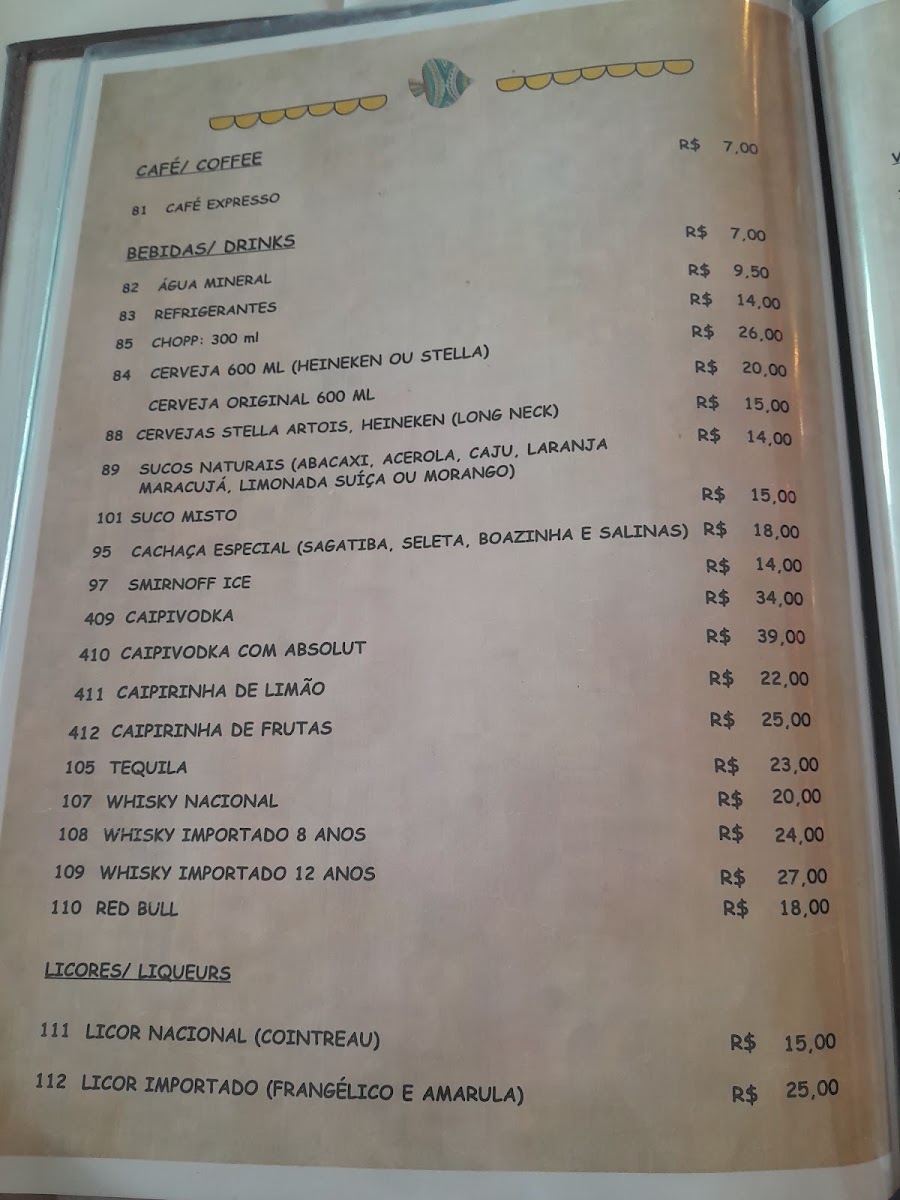 CAFÉ/ COFFEE
81 CAFÉ EXPRESSO R$ 7,00
BEBIDAS/ DRINKS
82 ÁGUA MINERAL R$ 7,00
83 REFRIGERANTES R$ 9,50
85 CHOPP: 300 ml R$ 14,00
84 CERVEJA 600 ML (HEINEKEN OU STELLA) R$ 26,00
CERVEJA ORIGINAL 600 ML R$ 20,00
88 CERVEJAS STELLA ARTOIS, HEINEKEN (LONG NECK) R$ 15,00
89 SUCOS NATURAIS (ABACAXI, ACEROLA, CAJU, LARANJA R$ 14,00
MARACUJÁ, LIMONADA SUÍÇA OU MORANGO)
101 SUCO MISTO R$ 15,00
95 CACHAÇA ESPECIAL (SAGATIBA, SELETA, BOAZINHA E SALINAS) R$ 18,00
97 SMIRNOFF ICE R$ 14,00
409 CAIPIVODKA R$ 34,00
410 CAIPIVODKA COM ABSOLUT R$ 39,00
411 CAIPIRINHA DE LIMÃO R$ 22,00
412 CAIPIRINHA DE FRUTAS R$ 25,00
105 TEQUILA R$ 23,00
107 WHISKY NACIONAL R$ 20,00
108 WHISKY IMPORTADO 8 ANOS R$ 24,00
109 WHISKY IMPORTADO 12 ANOS R$ 27,00
110 RED BULL R$ 18,00
LICORES/ LIQUEURS
111 LICOR NACIONAL (COINTREAU) R$ 15,00
112 LICOR IMPORTADO (FRANGÉLICO E AMARULA) R$ 25,00